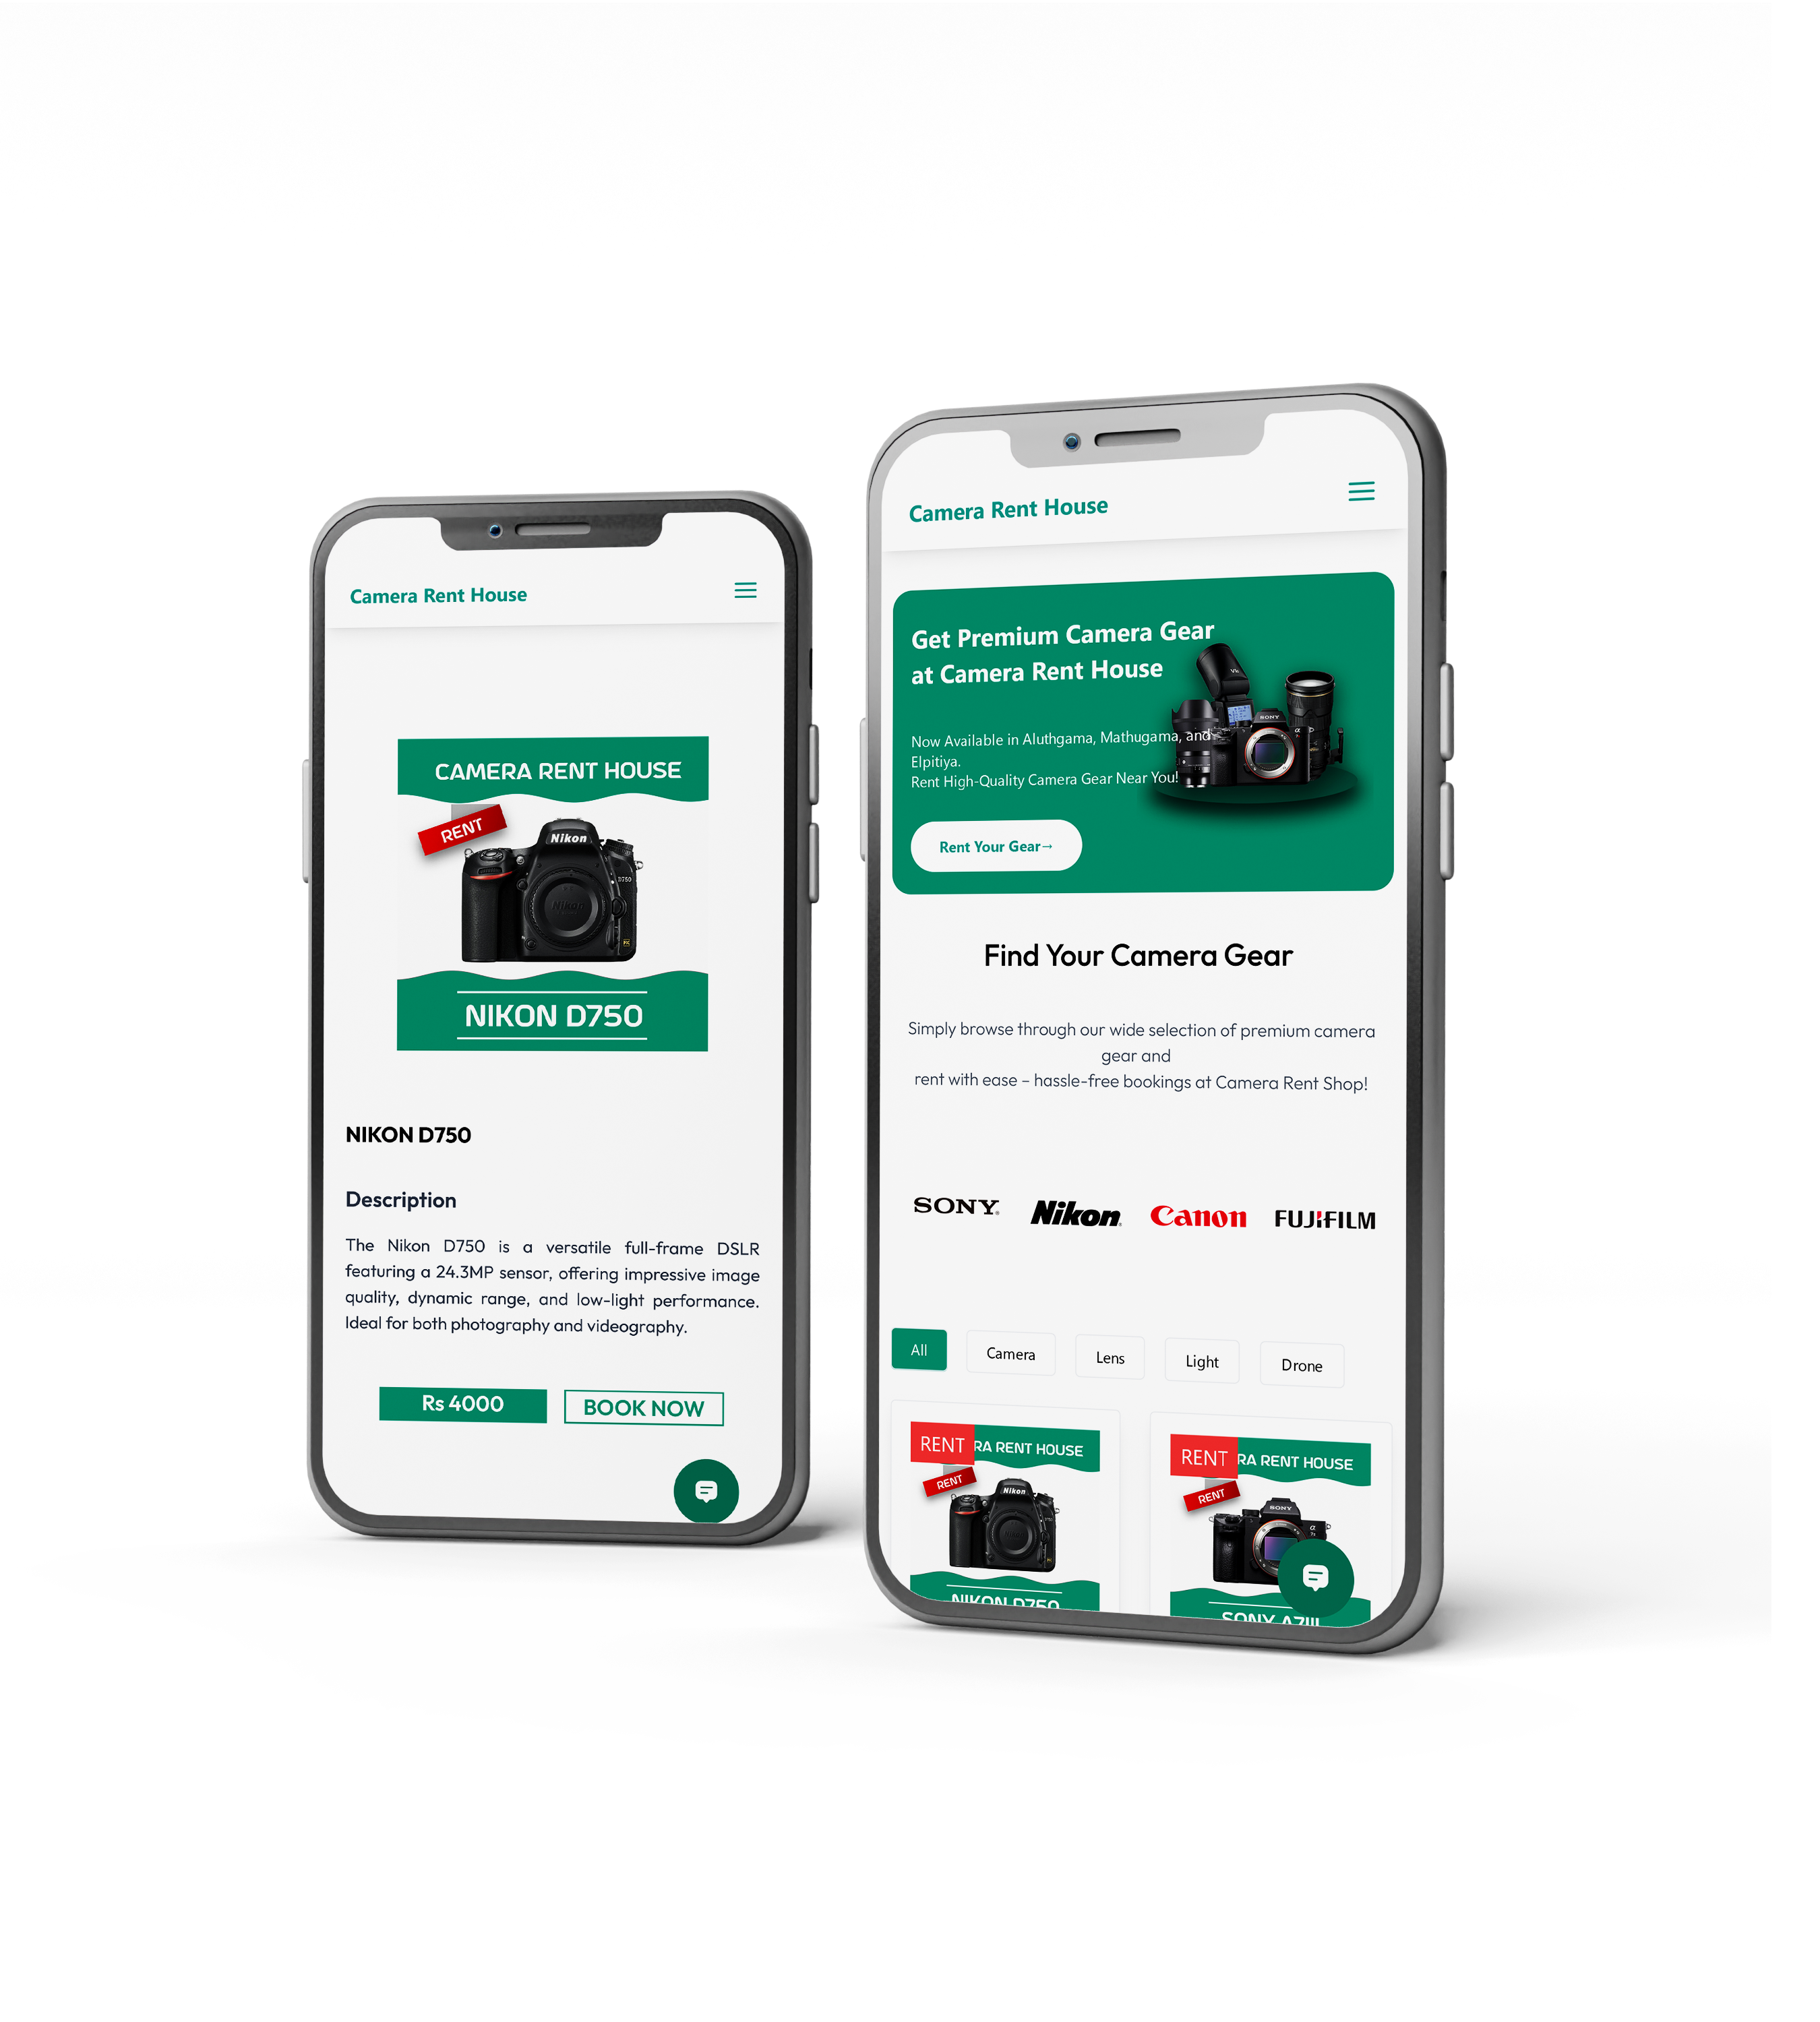 Camera Rent House
CAMERA RENT HOUSE
RENT
Nikon
D750
Nikon
NIKON D750
NIKON D750
Description
The Nikon D750 is a versatile full-frame DSLR
featuring a 24.3MP sensor, offering impressive image
quality, dynamic range, and low-light performance.
Ideal for both photography and videography.
Rs 4000
BOOK NOW
Camera Rent House
Get Premium Camera Gear
at Camera Rent House
Now Available in Aluthgama, Mathugama, and
Elpitiya.
Rent High-Quality Camera Gear Near You!
SONY
Rent Your Gear→
Find Your Camera Gear
Simply browse through our wide selection of premium camera
gear and
rent with ease – hassle-free bookings at Camera Rent Shop!
SONY
Nikon
Canon
FUJIFILM
All
Camera
Lens
Light
Drone
RENT
RA RENT HOUSE
RENT
Nikon
NIKON D750
RENT
RA RENT HOUSE
RENT
SONY
SONY A7III